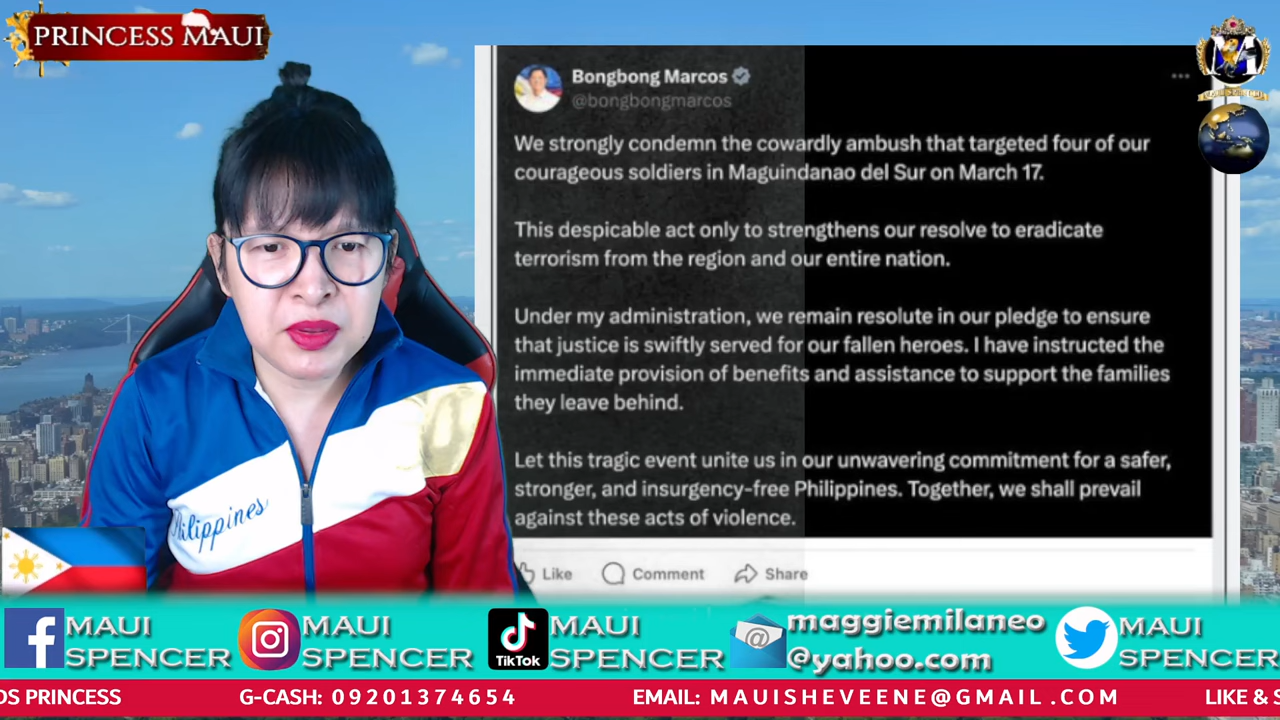 PRINCESS MAUI
Bongbong Marcos
@bongbongmarcos
We strongly condemn the cowardly ambush that targeted four of our
courageous soldiers in Maguindanao del Sur on March 17.
This despicable act only to strengthens our resolve to eradicate
terrorism from the region and our entire nation.
Under my administration, we remain resolute in our pledge to ensure
that justice is swiftly served for our fallen heroes. I have instructed the
immediate provision of benefits and assistance to support the families
they leave behind.
Let this tragic event unite us in our unwavering commitment for a safer,
stronger, and insurgency-free Philippines. Together, we shall prevail
against these acts of violence.
Like Comment Share
Philippines
MAUI
SPENCER
MAUI
SPENCER
TikTok
MAUI
SPENCER
maggiemilaneo
@yahoo.com
MAUI
SPENCER
OS PRINCESS G-CASH: 09201374654 EMAIL: MAUISHEVEENE@GMAIL.COM LIKE & S